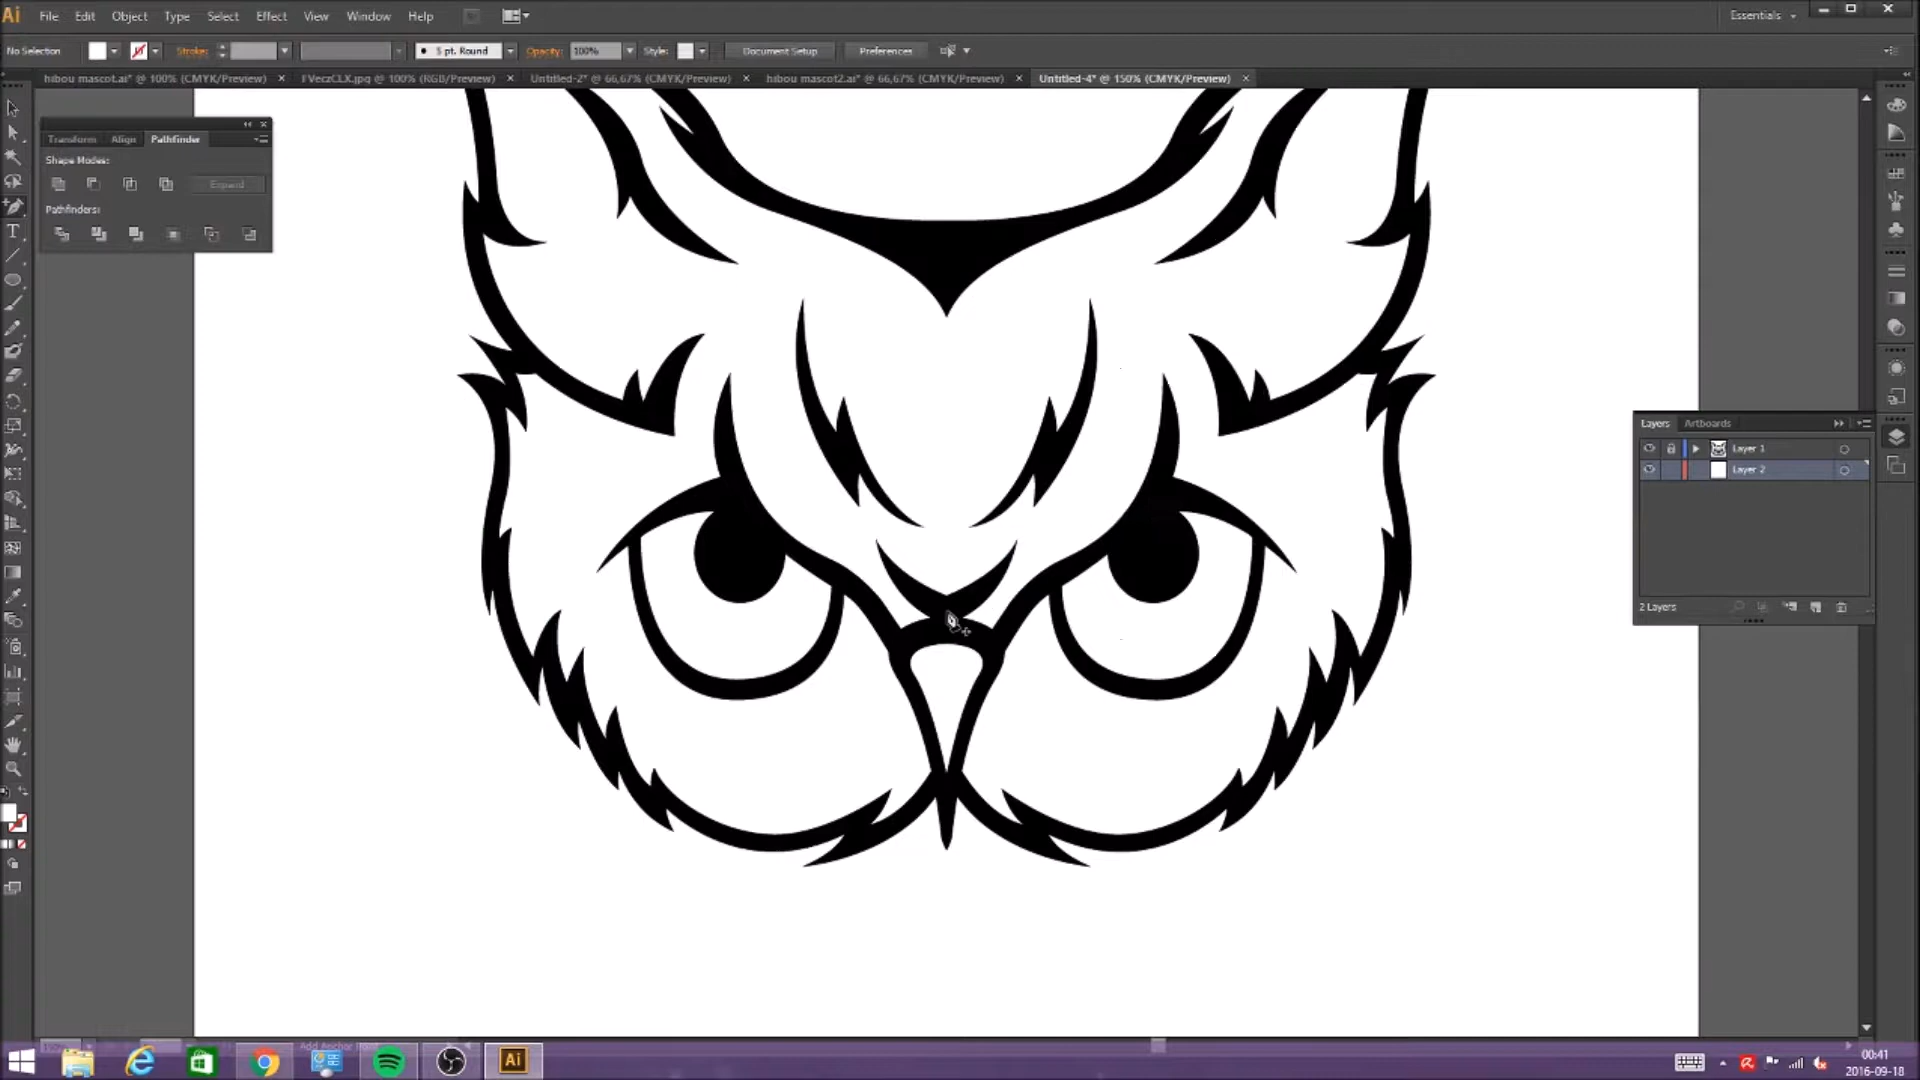 Ai File Edit Object Type Select Effect View Window Help Essentials
No Selection Stroke: 5 pt. Round Opacity: 100% Style: Document Setup Preferences
hibou mascot.ai* @ 100% (CMYK/Preview) × FVeczCLX.jpg @ 100% (RGB/Preview) × Untitled-2* @ 66,67% (CMYK/Preview) × hibou mascot2.ai* @ 66,67% (CMYK/Preview) × Untitled-4* @ 150% (CMYK/Preview) ×
Transform Align Pathfinder
Shape Modes:
Expand
Pathfinders:
Layers Artboards
Layer 1
Layer 2
2 Layers
150%
Add Anchor Point
Ai
00:41
2016-09-18